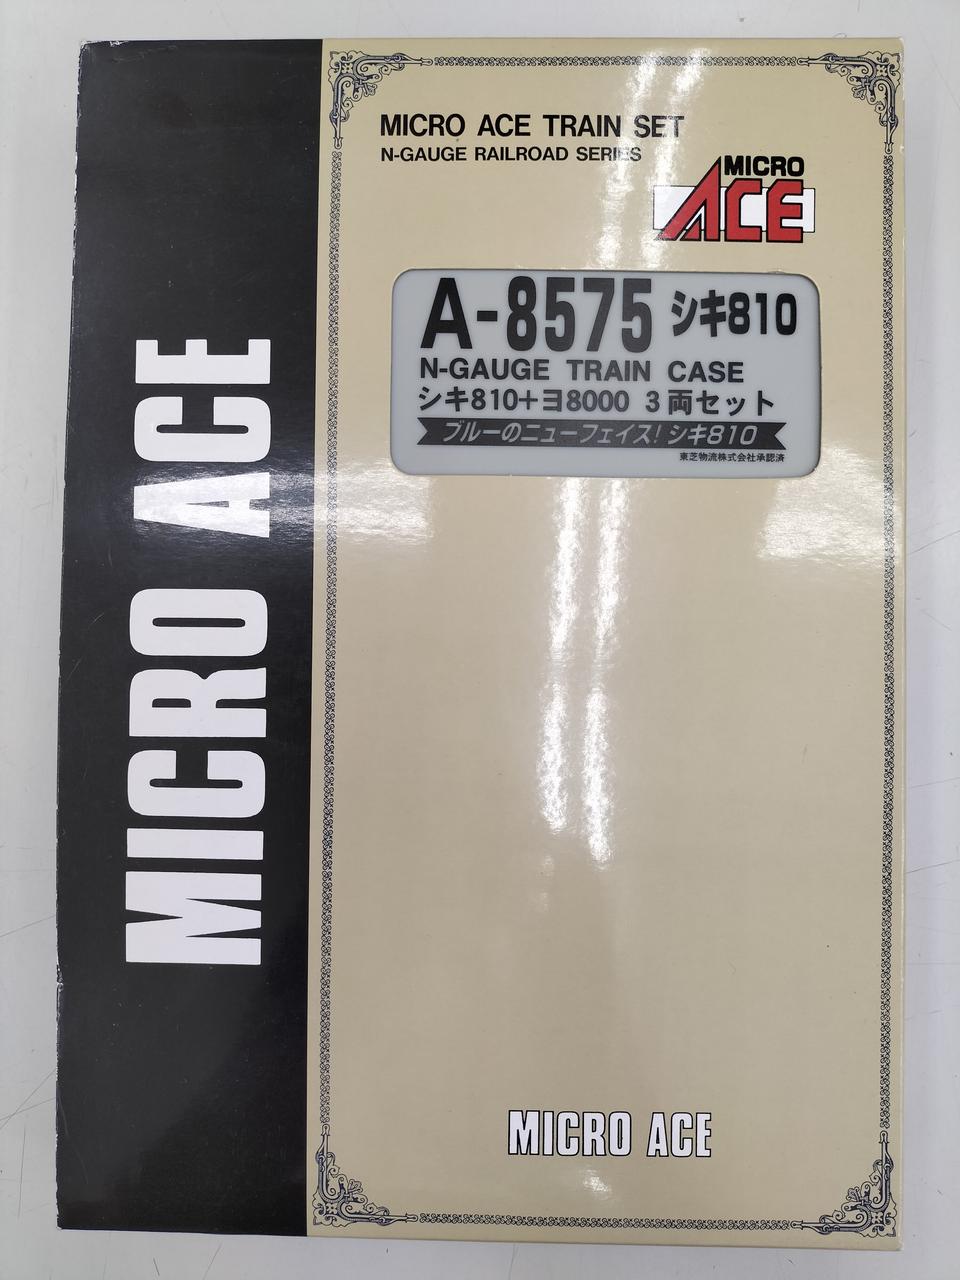 MICRO ACE
MICRO ACE TRAIN SET
N-GAUGE RAILROAD SERIES
MICRO
ACE
A-8575 シキ810
N-GAUGE TRAIN CASE
シキ810+ヨ8000 3両セット
ブルーのニューフェイス! シキ810
東芝物流株式会社承認済
MICRO ACE